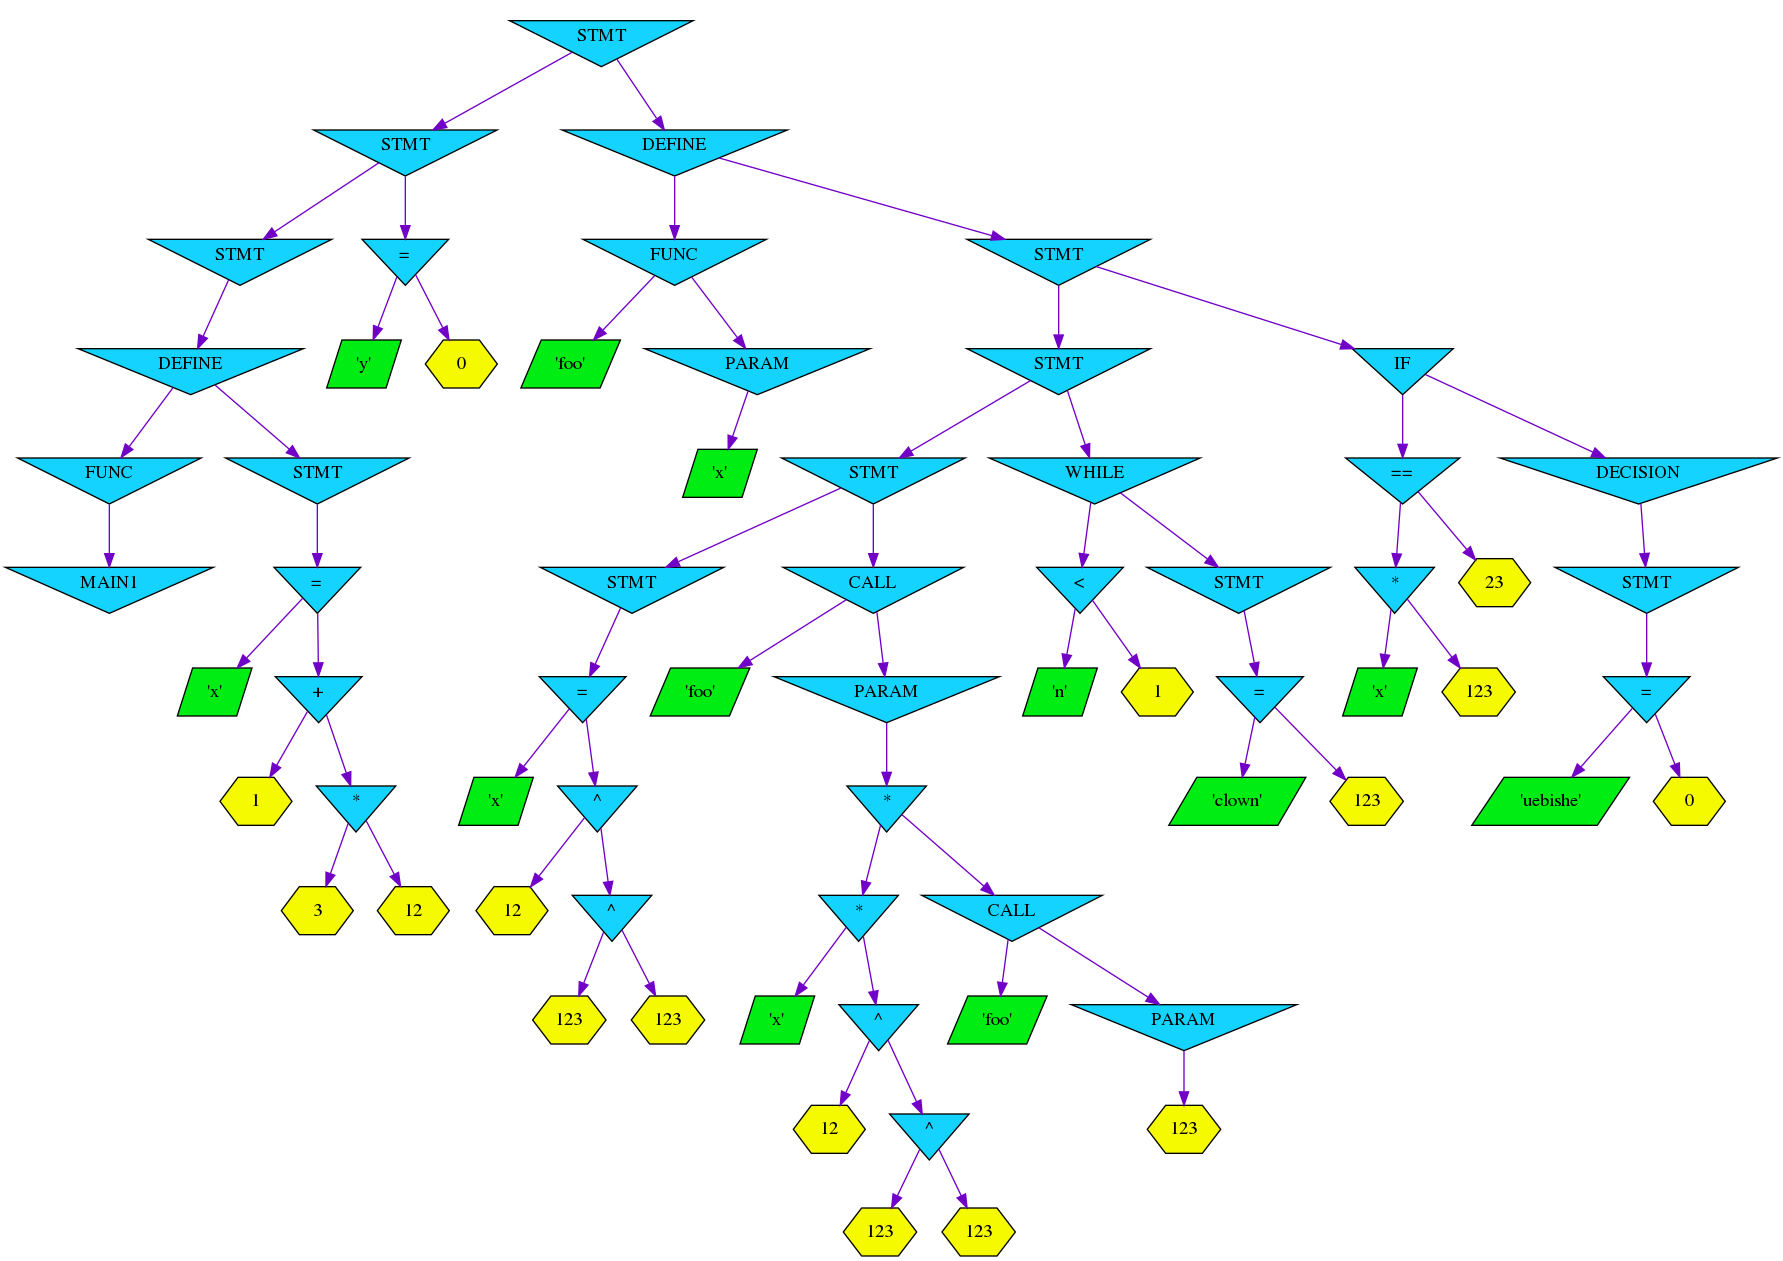 STMT
STMT DEFINE
STMT = FUNC STMT
DEFINE 'y' 0 'foo' PARAM STMT IF
FUNC STMT 'x' STMT WHILE == DECISION
MAIN1 = STMT CALL < STMT * 23 STMT
'x' + = 'foo' PARAM 'n' 1 = 'x' 123 =
1 * 'x' ^ * 'clown' 123 'uebishe' 0
3 12 12 ^ * CALL
123 123 'x' ^ 'foo' PARAM
12 ^ 123
123 123